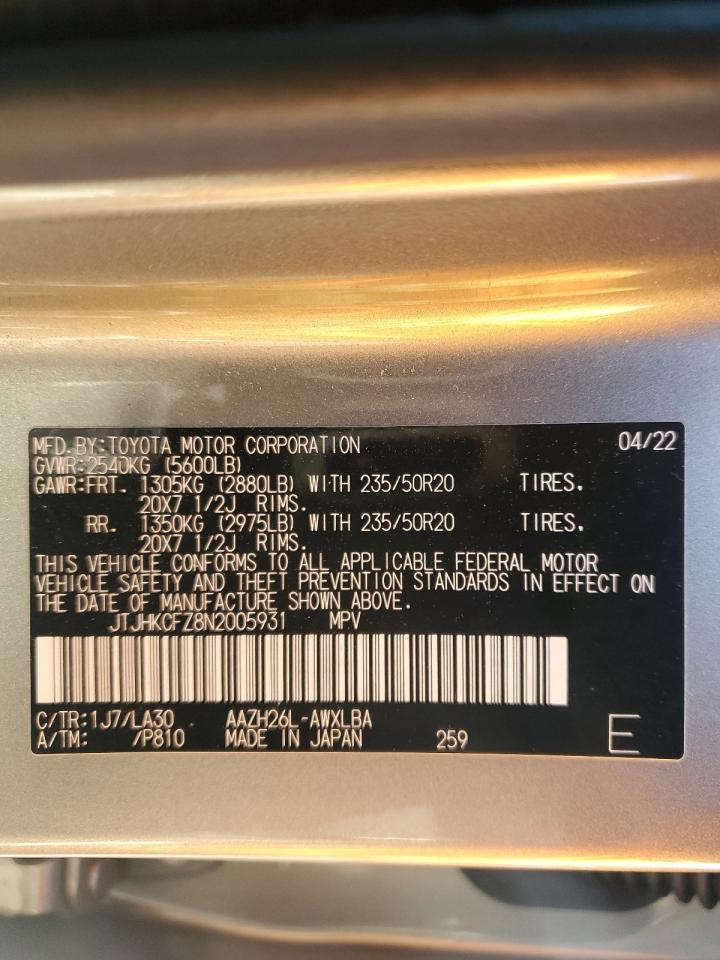 MFD.BY:TOYOTA MOTOR CORPORATION 04/22
GVWR:2540KG (5600LB)
GAWR:FRT. 1305KG (2880LB) WITH 235/50R20 TIRES.
20X7 1/2J RIMS.
RR. 1350KG (2975LB) WITH 235/50R20 TIRES.
20X7 1/2J RIMS.
THIS VEHICLE CONFORMS TO ALL APPLICABLE FEDERAL MOTOR
VEHICLE SAFETY AND THEFT PREVENTION STANDARDS IN EFFECT ON
THE DATE OF MANUFACTURE SHOWN ABOVE.
JTJHKCFZ8N2005931 MPV
C/TR:1J7/LA30 AAZH26L-AWXLBA
A/TM: /P810 MADE IN JAPAN 259 E